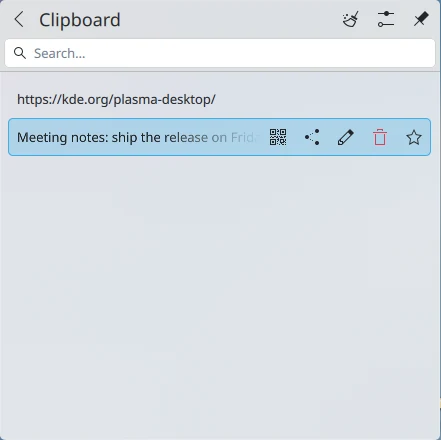 Clipboard
Search...
https://kde.org/plasma-desktop/
Meeting notes: ship the release on